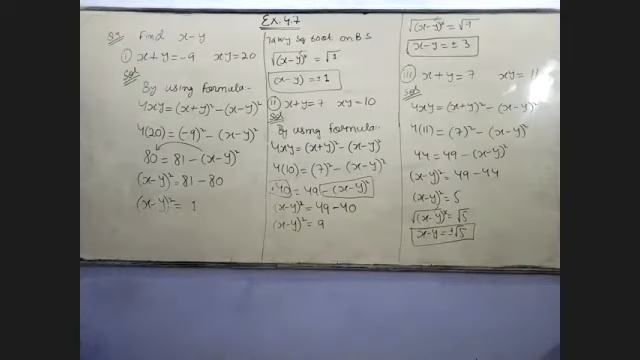 Ex. 4.7
Q5 Find x-y
i) x+y=-9 xy=20
Sol
By using formula:-
4xy=(x+y)²-(x-y)²
4(20)=(-9)²-(x-y)²
80=81-(x-y)²
(x-y)²=81-80
(x-y)²=1
Taking sq root on B.S
√(x-y)²=√1
(x-y)=±1
ii) x+y=7 xy=10
Sol
By using formula:-
4xy=(x+y)²-(x-y)²
4(10)=(7)²-(x-y)²
40=49-(x-y)²
(x-y)²=49-40
(x-y)²=9
√(x-y)²=√9
x-y=±3
iii) x+y=7 xy=11
Sol
4xy=(x+y)²-(x-y)²
4(11)=(7)²-(x-y)²
44=49-(x-y)²
(x-y)²=49-44
(x-y)²=5
√(x-y)²=√5
x-y=±√5